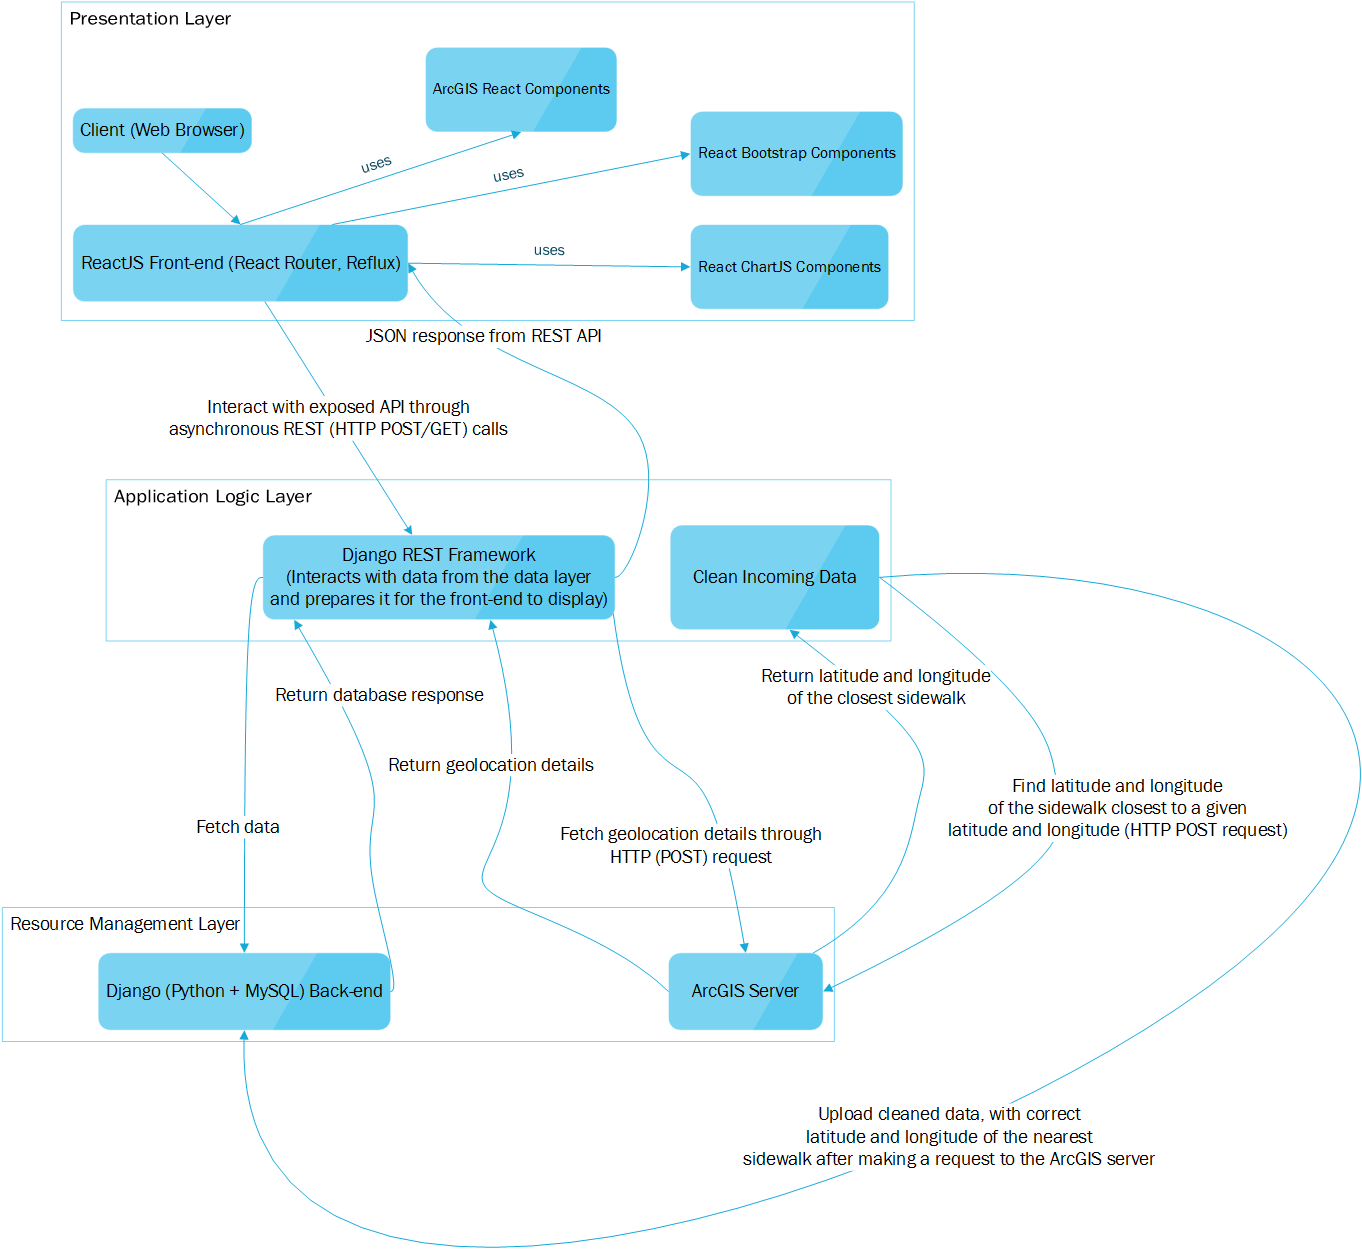 Presentation Layer
ArcGIS React Components
Client (Web Browser)
React Bootstrap Components
uses
uses
uses
ReactJS Front-end (React Router, Reflux)
React ChartJS Components
JSON response from REST API
Interact with exposed API through
asynchronous REST (HTTP POST/GET) calls
Application Logic Layer
Django REST Framework
(Interacts with data from the data layer
and prepares it for the front-end to display)
Clean Incoming Data
Return database response
Return latitude and longitude
of the closest sidewalk
Return geolocation details
Find latitude and longitude
of the sidewalk closest to a given
latitude and longitude (HTTP POST request)
Fetch data
Fetch geolocation details through
HTTP (POST) request
Resource Management Layer
Django (Python + MySQL) Back-end
ArcGIS Server
Upload cleaned data, with correct
latitude and longitude of the nearest
sidewalk after making a request to the ArcGIS server